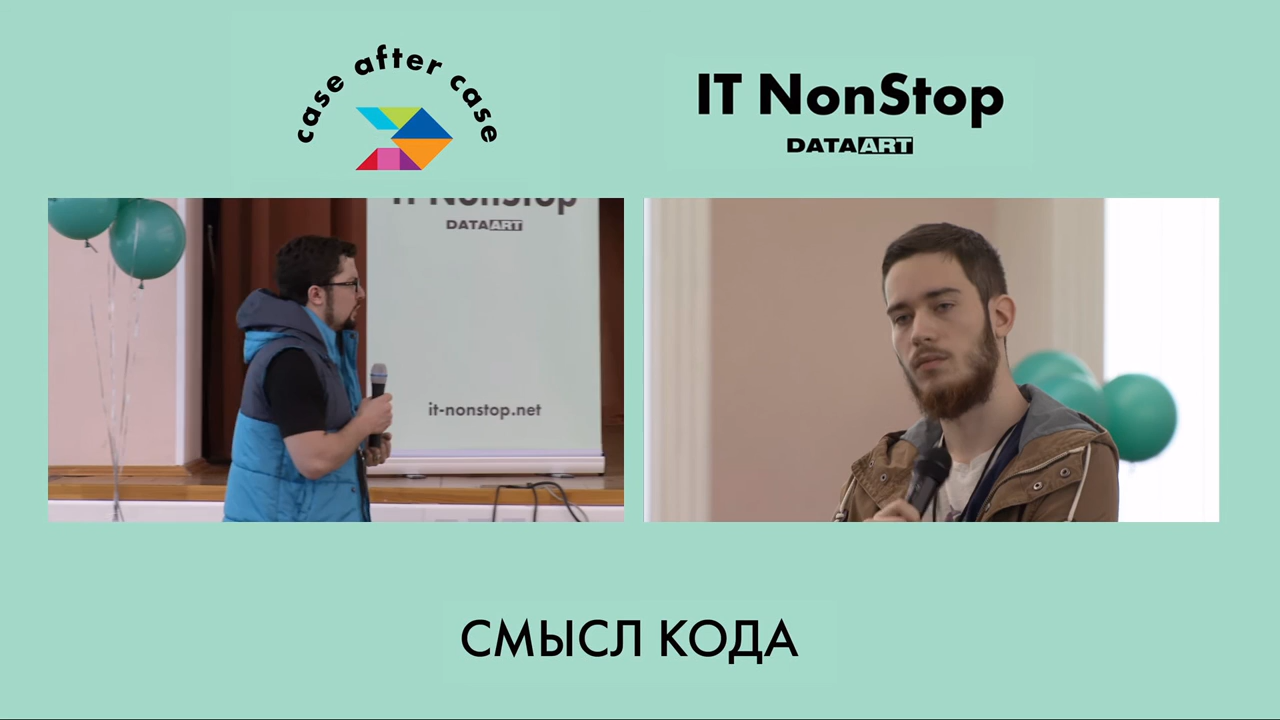 case after case
IT NonStop
DATAART
IT NonStop
DATAART
it-nonstop.net
СМЫСЛ КОДА